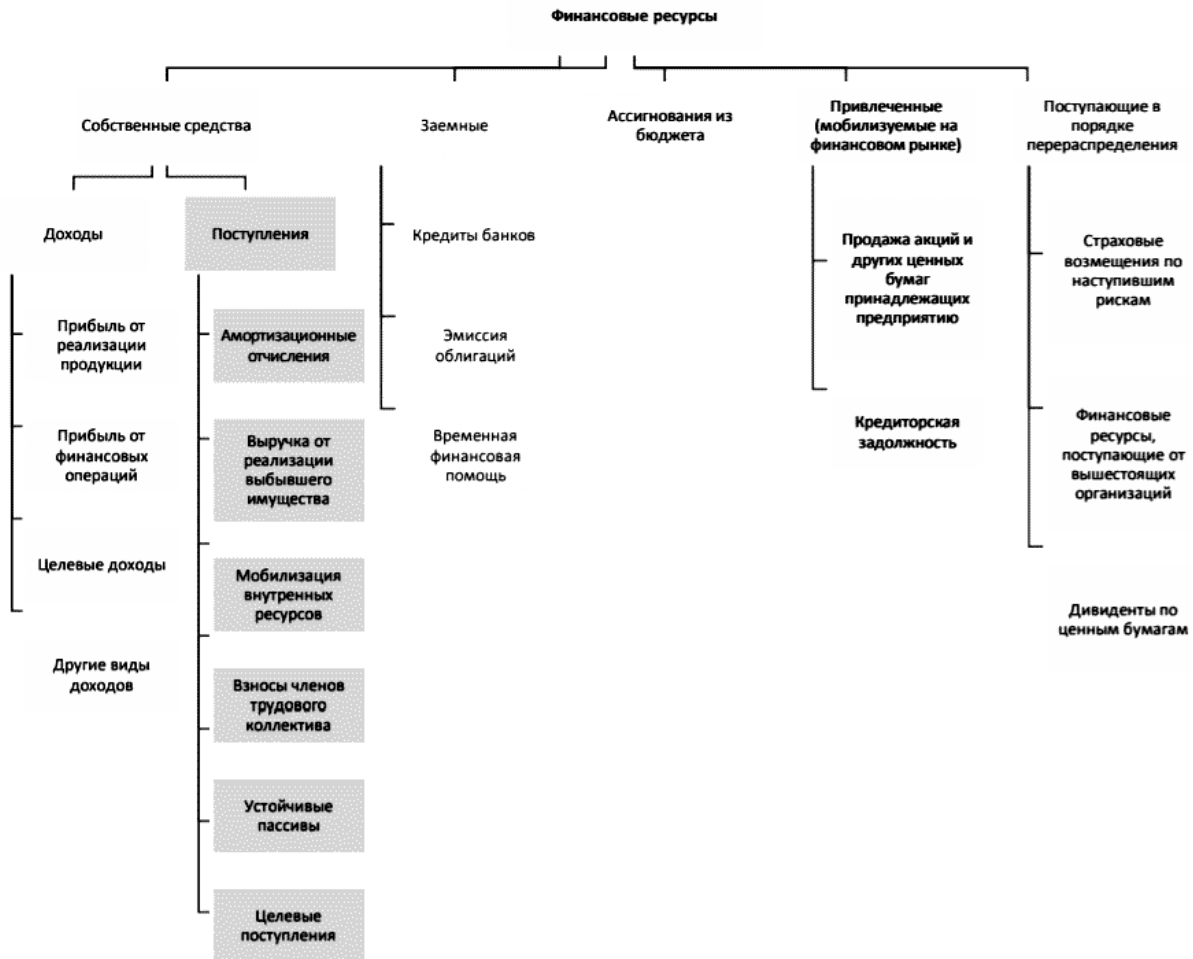 Финансовые ресурсы
Собственные средства
Заемные
Ассигнования из
бюджета
Привлеченные
(мобилизуемые на
финансовом рынке)
Поступающие в
порядке
перераспределения
Доходы
Прибыль от
реализации
продукции
Прибыль от
финансовых
операций
Целевые доходы
Другие виды
доходов
Поступления
Амортизационные
отчисления
Выручка от
реализации
выбывшего
имущества
Мобилизация
внутренных
ресурсов
Взносы членов
трудового
коллектива
Устойчивые
пассивы
Целевые
поступления
Кредиты банков
Эмиссия
облигаций
Временная
финансовая
помощь
Продажа акций и
других ценных
бумаг
принадлежащих
предприятию
Кредиторская
задолжность
Страховые
возмещения по
наступившим
рискам
Финансовые
ресурсы,
поступающие от
вышестоящих
организаций
Дивиденты по
ценным бумагам